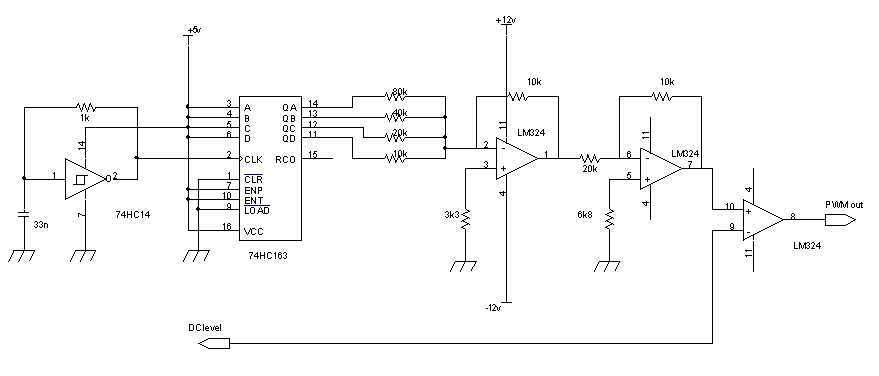 +5v
+12v
LM324
10k
10k
80k
40k
20k
10k
1k
3 A QA 14
4 B QB 13
5 C QC 12
6 D QD 11
2 CLK RCO 15
1 CLR
7 ENP
10 ENT
9 LOAD
16 VCC
74HC163
14
1
2
7
74HC14
33n
11
2
3
1
4
3k3
-12v
20k
11
LM324
6
5
7
4
6k8
4
10
9
8
11
LM324
PWM out
DC level